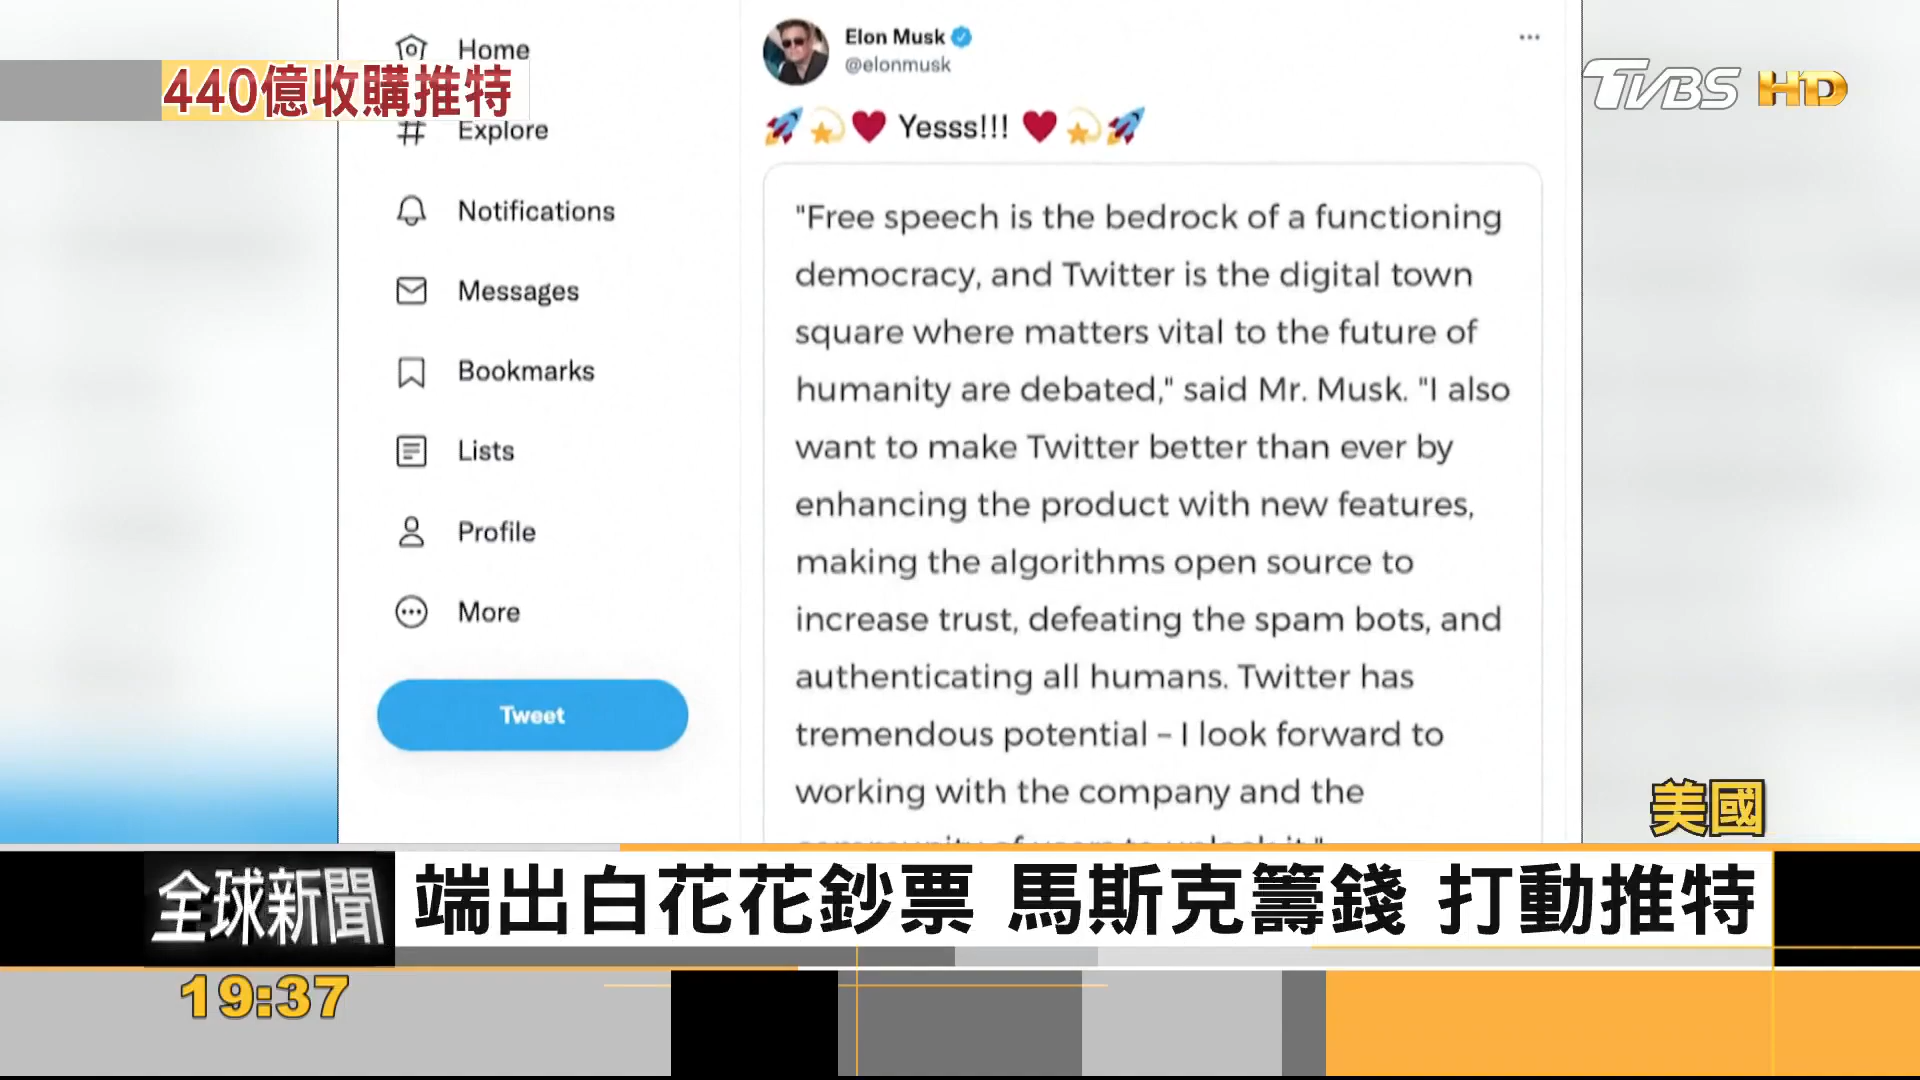 Home
440億收購推特
Explore
Notifications
Messages
Bookmarks
Lists
Profile
More
Tweet
Elon Musk
@elonmusk
🚀💫❤️ Yesss!!! ❤️💫🚀
"Free speech is the bedrock of a functioning
democracy, and Twitter is the digital town
square where matters vital to the future of
humanity are debated," said Mr. Musk. "I also
want to make Twitter better than ever by
enhancing the product with new features,
making the algorithms open source to
increase trust, defeating the spam bots, and
authenticating all humans. Twitter has
tremendous potential – I look forward to
working with the company and the
community of users to unlock it."
TVBS HD
美國
全球新聞
端出白花花鈔票 馬斯克籌錢 打動推特
19:37